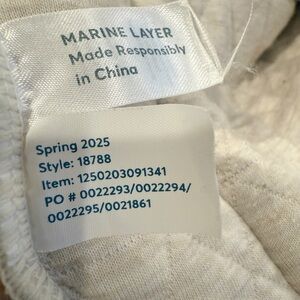 MARINE LAYER
Made Responsibly
in China
Spring 2025
Style: 18788
Item: 1250203091341
PO # 0022293/0022294/
0022295/0021861